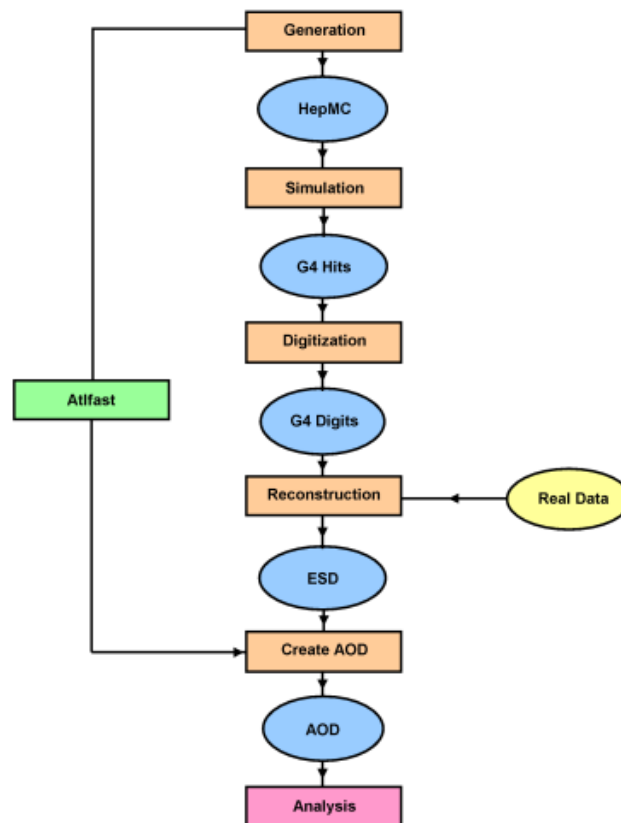 Generation
HepMC
Simulation
G4 Hits
Digitization
Atlfast
G4 Digits
Reconstruction
Real Data
ESD
Create AOD
AOD
Analysis